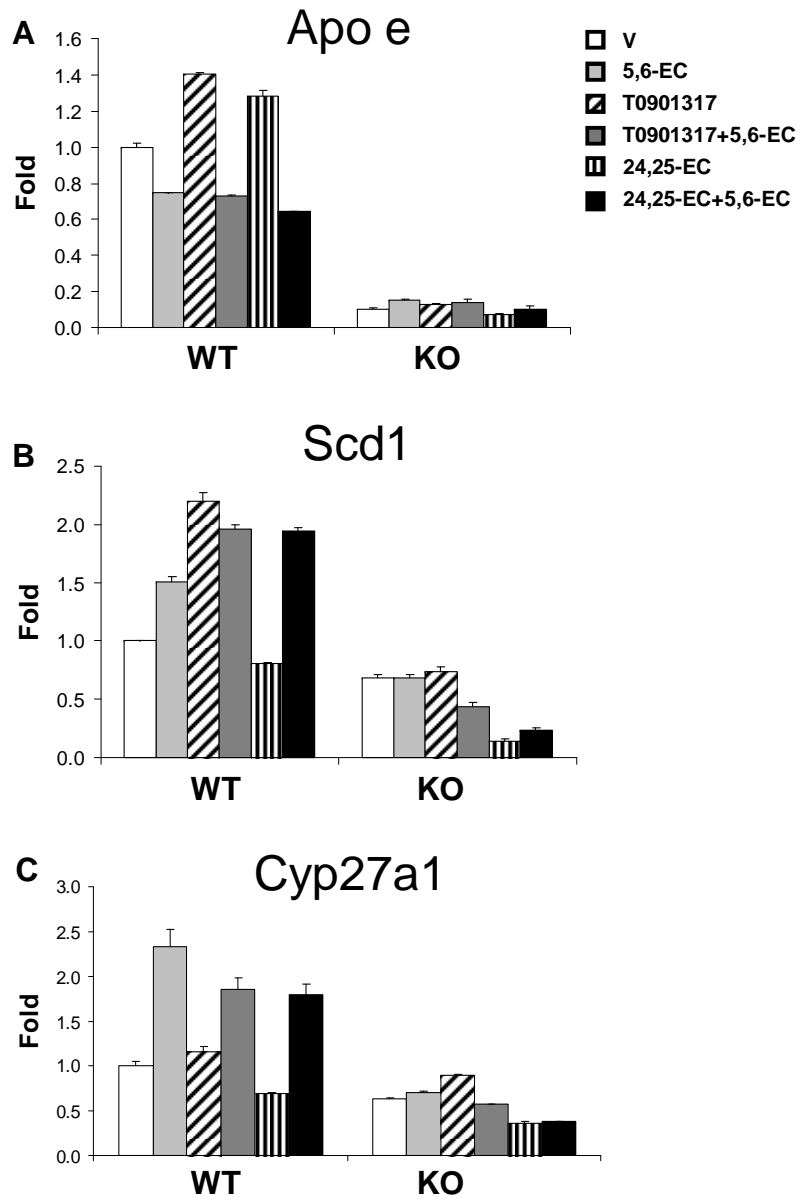 A
Apo e
Fold
1.6
1.4
1.2
1.0
0.8
0.6
0.4
0.2
0.0
WT
KO
V
5,6-EC
T0901317
T0901317+5,6-EC
24,25-EC
24,25-EC+5,6-EC
B
Scd1
Fold
2.5
2.0
1.5
1.0
0.5
0.0
WT
KO
C
Cyp27a1
Fold
3.0
2.5
2.0
1.5
1.0
0.5
0.0
WT
KO